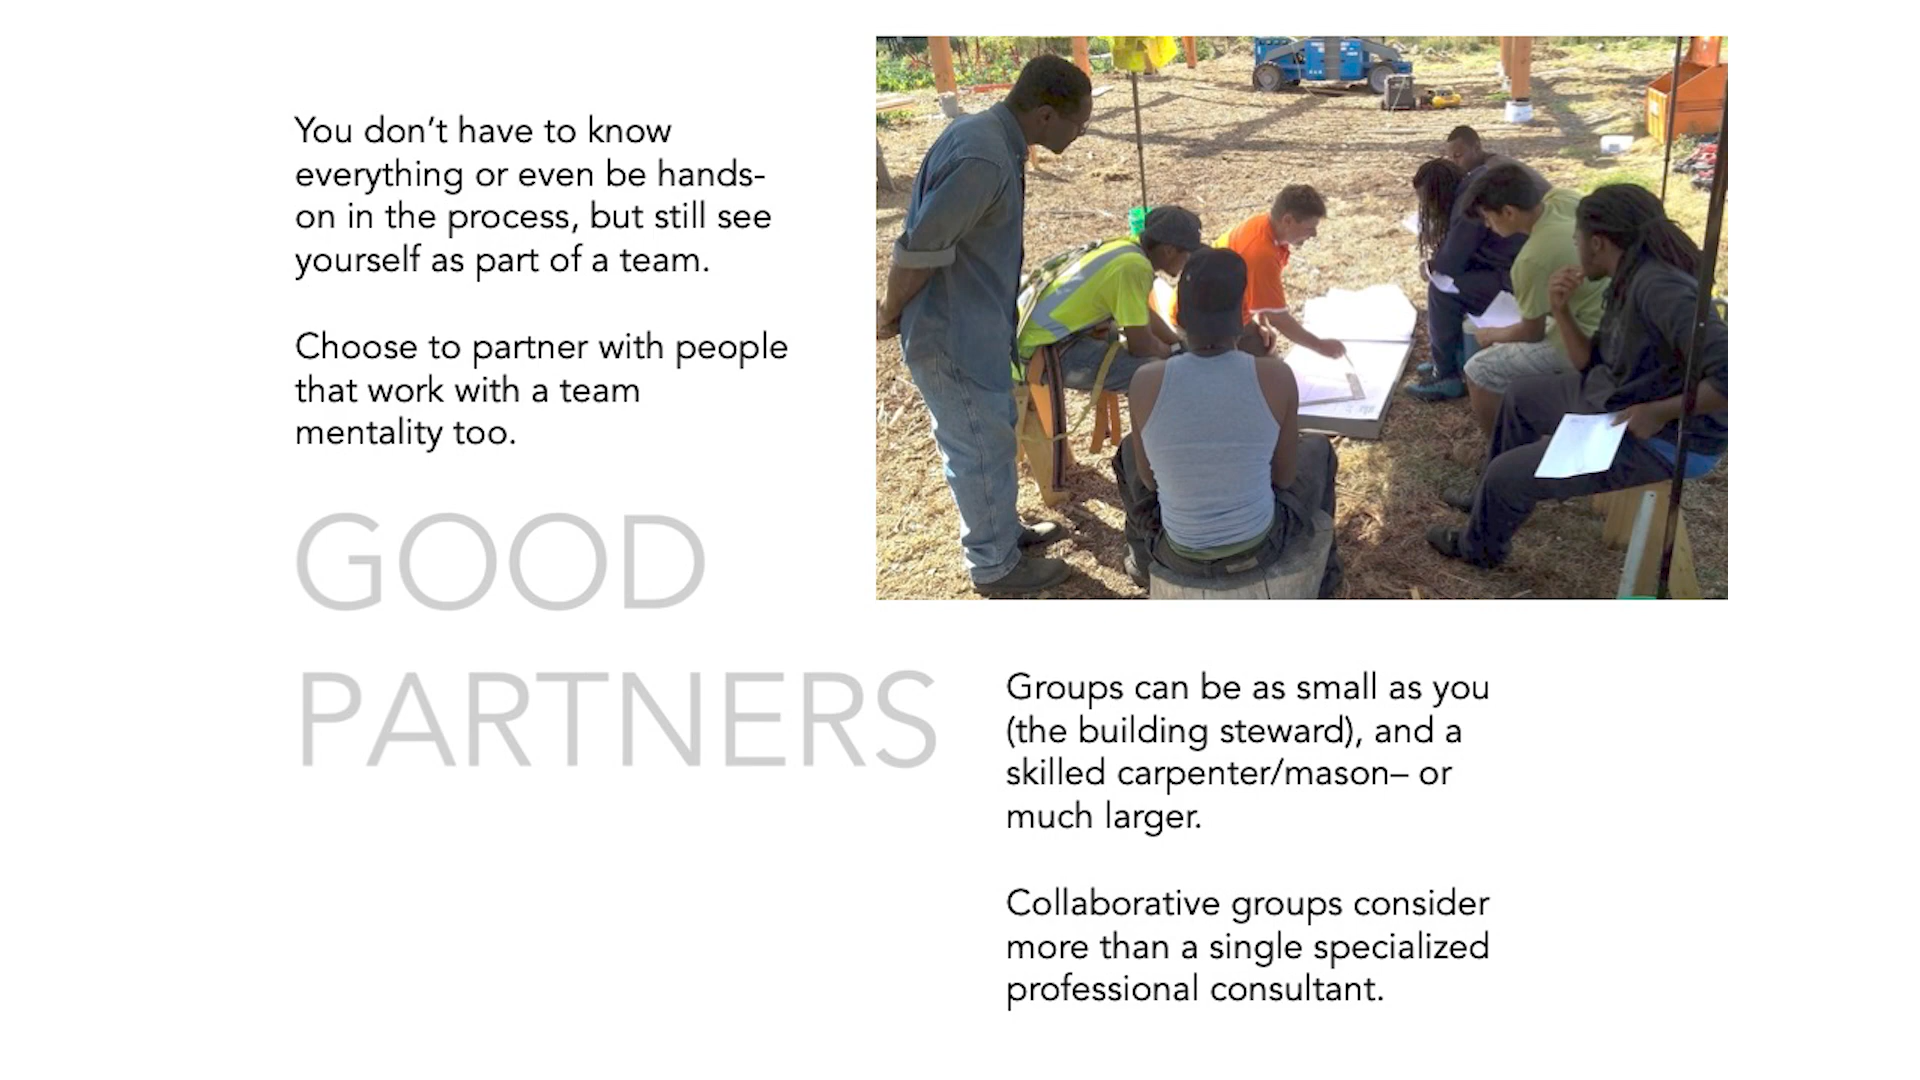 You don’t have to know
everything or even be hands-
on in the process, but still see
yourself as part of a team.
Choose to partner with people
that work with a team
mentality too.
GOOD
PARTNERS
Groups can be as small as you
(the building steward), and a
skilled carpenter/mason– or
much larger.
Collaborative groups consider
more than a single specialized
professional consultant.